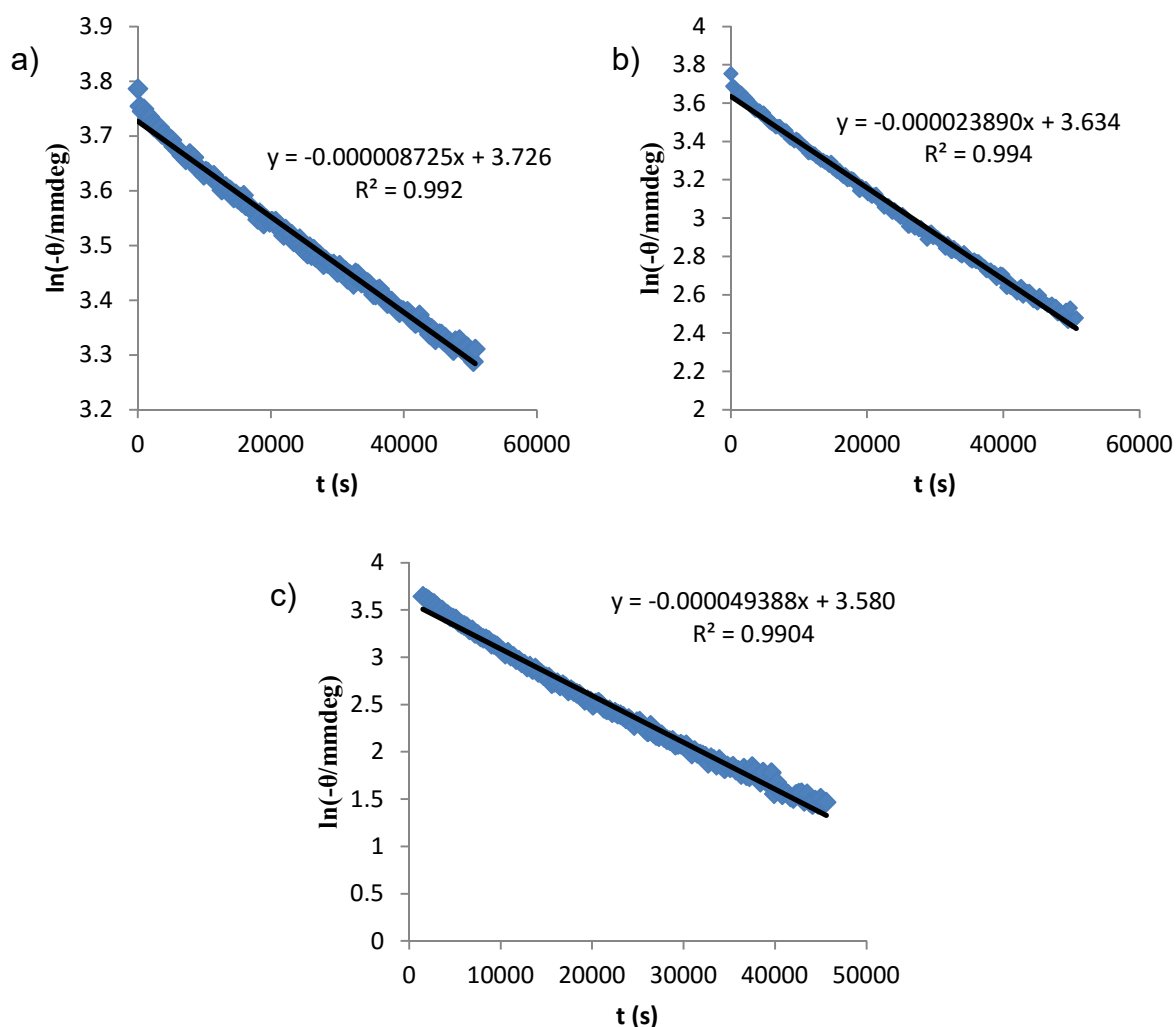 a)
3.9
3.8
3.7
3.6
3.5
3.4
3.3
3.2
ln(-θ/mmdeg)
y = -0.000008725x + 3.726
R² = 0.992
0 20000 40000 60000
t (s)
b)
4
3.8
3.6
3.4
3.2
3
2.8
2.6
2.4
2.2
2
ln(-θ/mmdeg)
y = -0.000023890x + 3.634
R² = 0.994
0 20000 40000 60000
t (s)
c)
4
3.5
3
2.5
2
1.5
1
0.5
0
ln(-θ/mmdeg)
y = -0.000049388x + 3.580
R² = 0.9904
0 10000 20000 30000 40000 50000
t (s)